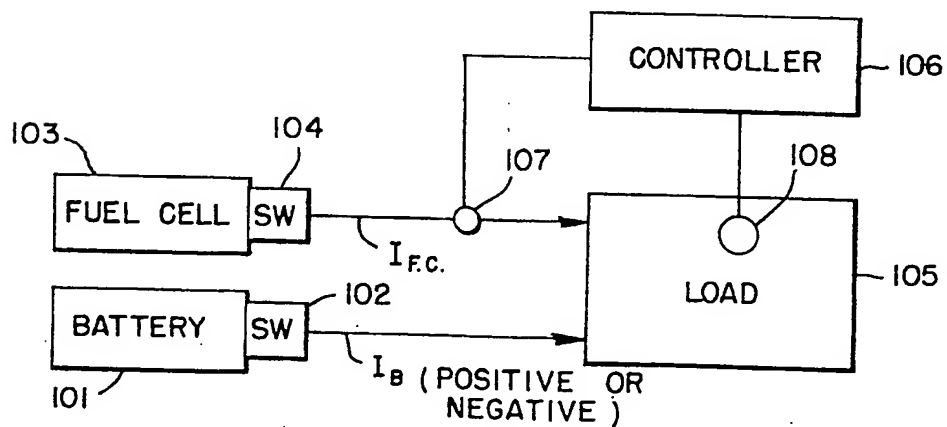 CONTROLLER
106
103
104
107
108
FUEL CELL
SW
I F.C.
102
LOAD
105
BATTERY
SW
101
I B (POSITIVE OR
NEGATIVE)